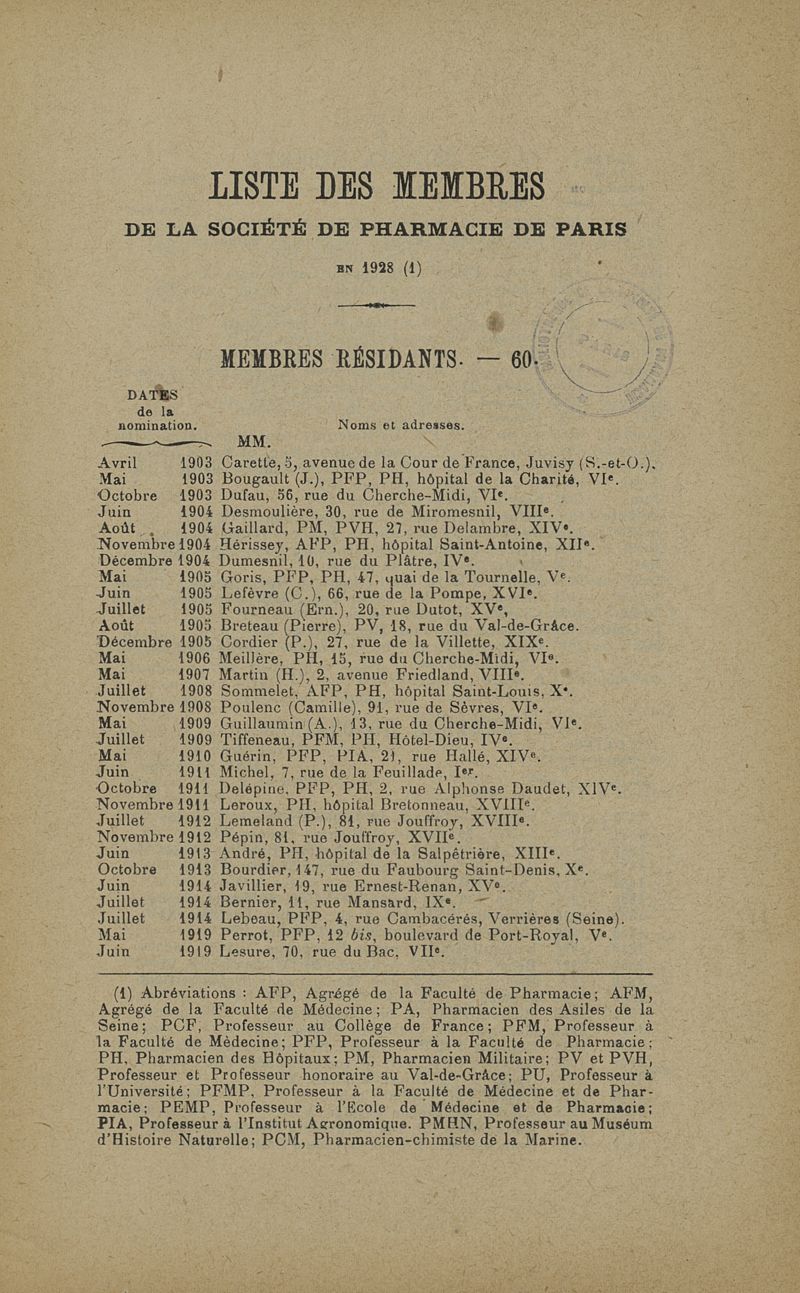 LISTE DES MEMBRES
DE LA SOCIÉTÉ DE PHARMACIE DE PARIS
EN 1928 (1)
MEMBRES RÉSIDANTS. — 60.
DATES
de la
nomination. Noms et adresses.
MM.
Avril 1903 Carette, 5, avenue de la Cour de France, Juvisy (S.-et-O.).
Mai 1903 Bougault (J.), PFP, PH, hôpital de la Charité, VIe.
Octobre 1903 Dufau, 56, rue du Cherche-Midi, VIe.
Juin 1904 Desmoulière, 30, rue de Miromesnil, VIIIe.
Août 1904 Gaillard, PM, PVH, 27, rue Delambre, XIVe.
Novembre 1904 Hérissey, AFP, PH, hôpital Saint-Antoine, XIIe.
Décembre 1904 Dumesnil, 10, rue du Plâtre, IVe.
Mai 1905 Goris, PFP, PH, 47, quai de la Tournelle, Ve.
Juin 1905 Lefèvre (C.), 66, rue de la Pompe, XVIe.
Juillet 1905 Fourneau (Ern.), 20, rue Dutot, XVe,
Août 1905 Breteau (Pierre), PV, 18, rue du Val-de-Grâce.
Décembre 1905 Cordier (P.), 27, rue de la Villette, XIXe.
Mai 1906 Meillère, PH, 15, rue du Cherche-Midi, VIe.
Mai 1907 Martin (H.), 2, avenue Friedland, VIIIe.
Juillet 1908 Sommelet, AFP, PH, hôpital Saint-Louis, Xe.
Novembre 1908 Poulenc (Camille), 91, rue de Sèvres, VIe.
Mai 1909 Guillaumin (A.), 13, rue du Cherche-Midi, VIe.
Juillet 1909 Tiffeneau, PFM, PH, Hôtel-Dieu, IVe.
Mai 1910 Guérin, PFP, PIA, 21, rue Hallé, XIVe.
Juin 1911 Michel, 7, rue de la Feuillade, Ier.
Octobre 1911 Delépine, PFP, PH, 2, rue Alphonse Daudet, XIVe.
Novembre 1911 Leroux, PH, hôpital Bretonneau, XVIIIe.
Juillet 1912 Lemeland (P.), 81, rue Jouffroy, XVIIIe.
Novembre 1912 Pépin, 81, rue Jouffroy, XVIIe.
Juin 1913 André, PH, hôpital de la Salpêtrière, XIIIe.
Octobre 1913 Bourdier, 147, rue du Faubourg Saint-Denis, Xe.
Juin 1914 Javillier, 19, rue Ernest-Renan, XVe.
Juillet 1914 Bernier, 11, rue Mansard, IXe.
Juillet 1914 Lebeau, PFP, 4, rue Cambacérés, Verrières (Seine).
Mai 1919 Perrot, PFP, 12 bis, boulevard de Port-Royal, Ve.
Juin 1919 Lesure, 70, rue du Bac, VIIe.
(1) Abréviations : AFP, Agrégé de la Faculté de Pharmacie; AFM,
Agrégé de la Faculté de Médecine; PA, Pharmacien des Asiles de la
Seine; PCF, Professeur au Collège de France; PFM, Professeur à
la Faculté de Mèdecine; PFP, Professeur à la Faculté de Pharmacie;
PH, Pharmacien des Hôpitaux; PM, Pharmacien Militaire; PV et PVH,
Professeur et Professeur honoraire au Val-de-Grâce; PU, Professeur à
l'Université; PFMP, Professeur à la Faculté de Médecine et de Phar-
macie; PEMP, Professeur à l'Ecole de Médecine et de Pharmacie;
PIA, Professeur à l'Institut Agronomique. PMHN, Professeur au Muséum
d'Histoire Naturelle; PCM, Pharmacien-chimiste de la Marine.